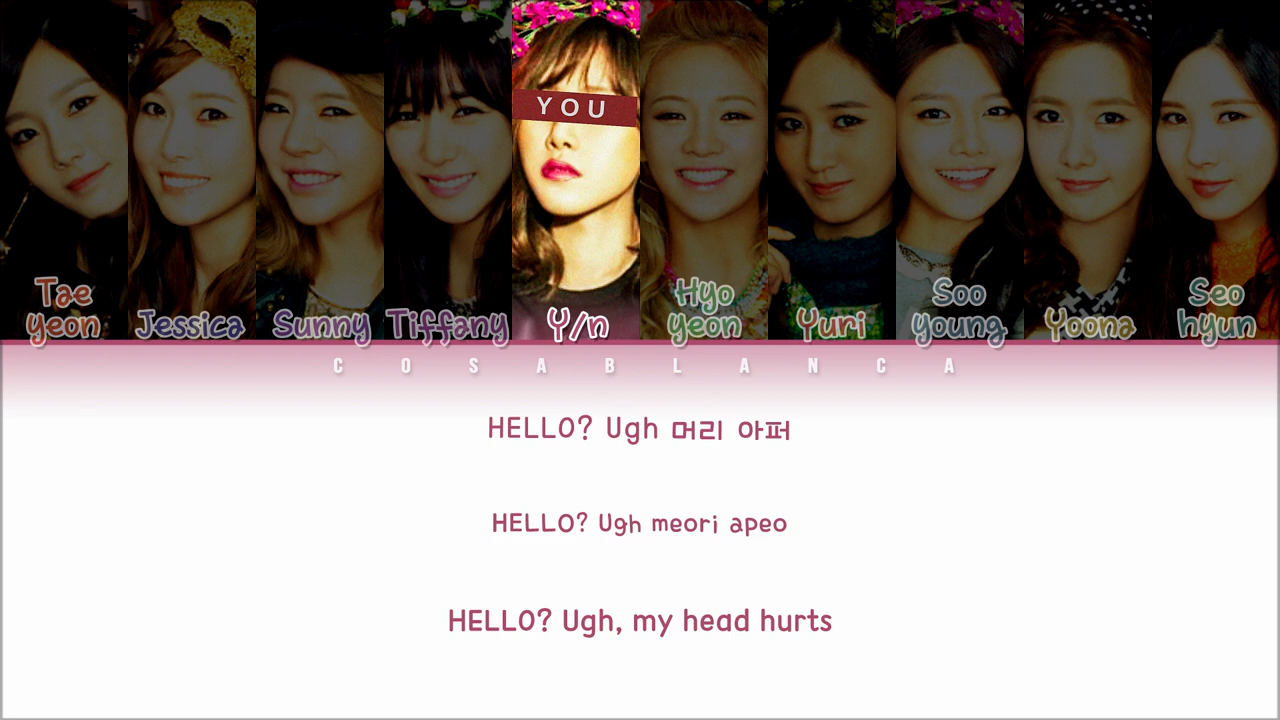 YOU
Tae
yeon
Jessica
Sunny
Tiffany
Y/n
Hyo
yeon
Yuri
Soo
young
Yoona
Seo
hyun
COSABLANCA
HELLO? Ugh 머리 아퍼
HELLO? Ugh meori apeo
HELLO? Ugh, my head hurts